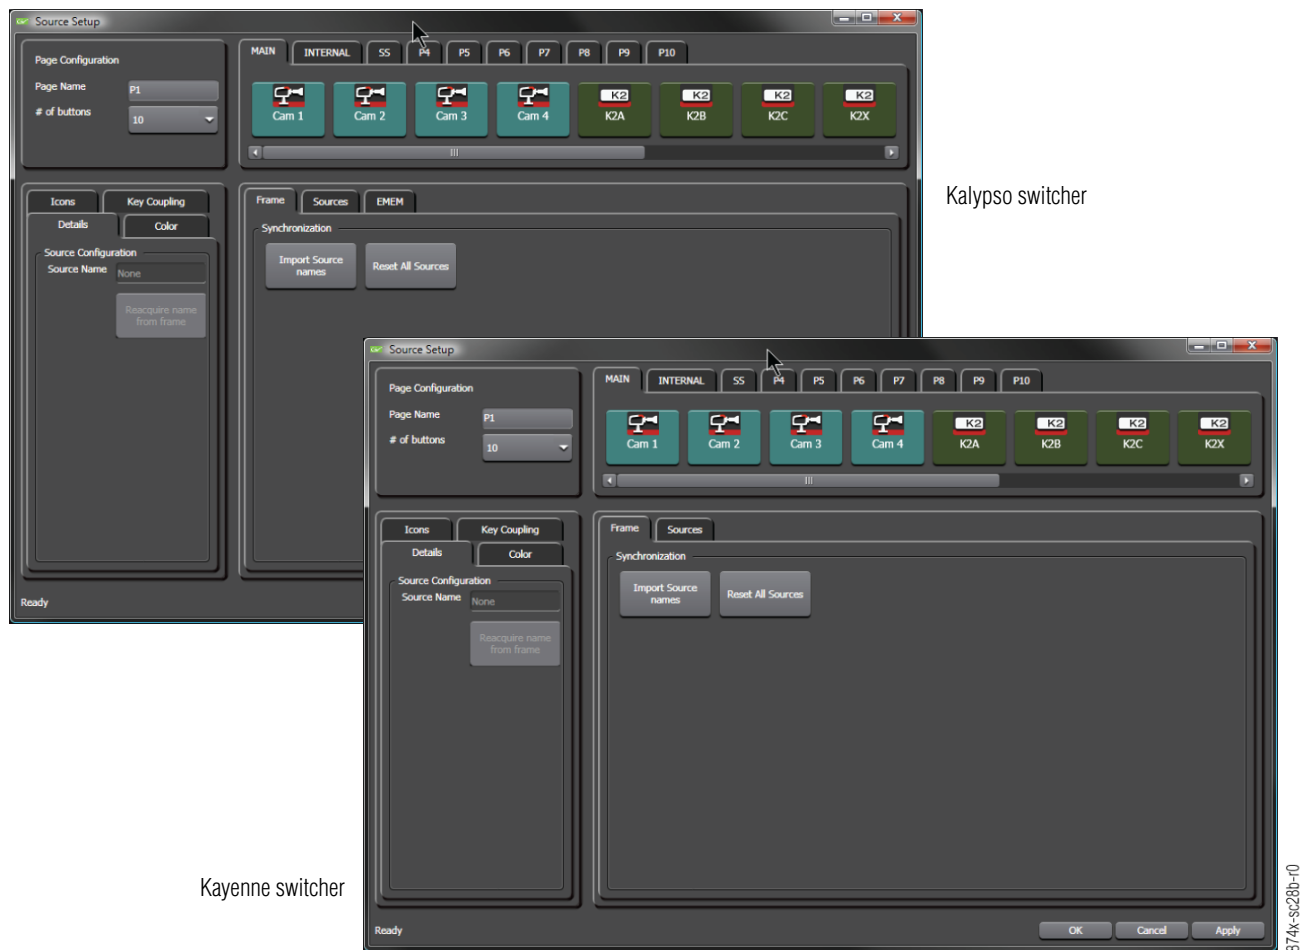 Source Setup
Page Configuration
Page Name P1
# of buttons 10
MAIN INTERNAL SS P4 P5 P6 P7 P8 P9 P10
K2 K2 K2 K2
Cam 1 Cam 2 Cam 3 Cam 4 K2A K2B K2C K2X
Icons Key Coupling
Details Color
Source Configuration
Source Name None
Reacquire name
from frame
Frame Sources EMEM
Synchronization
Import Source
names
Reset All Sources
Ready
Kalypso switcher
Source Setup
Page Configuration
Page Name P1
# of buttons 10
MAIN INTERNAL SS P4 P5 P6 P7 P8 P9 P10
K2 K2 K2 K2
Cam 1 Cam 2 Cam 3 Cam 4 K2A K2B K2C K2X
Icons Key Coupling
Details Color
Source Configuration
Source Name None
Reacquire name
from frame
Frame Sources
Synchronization
Import Source
names
Reset All Sources
Ready
OK Cancel Apply
Kayenne switcher